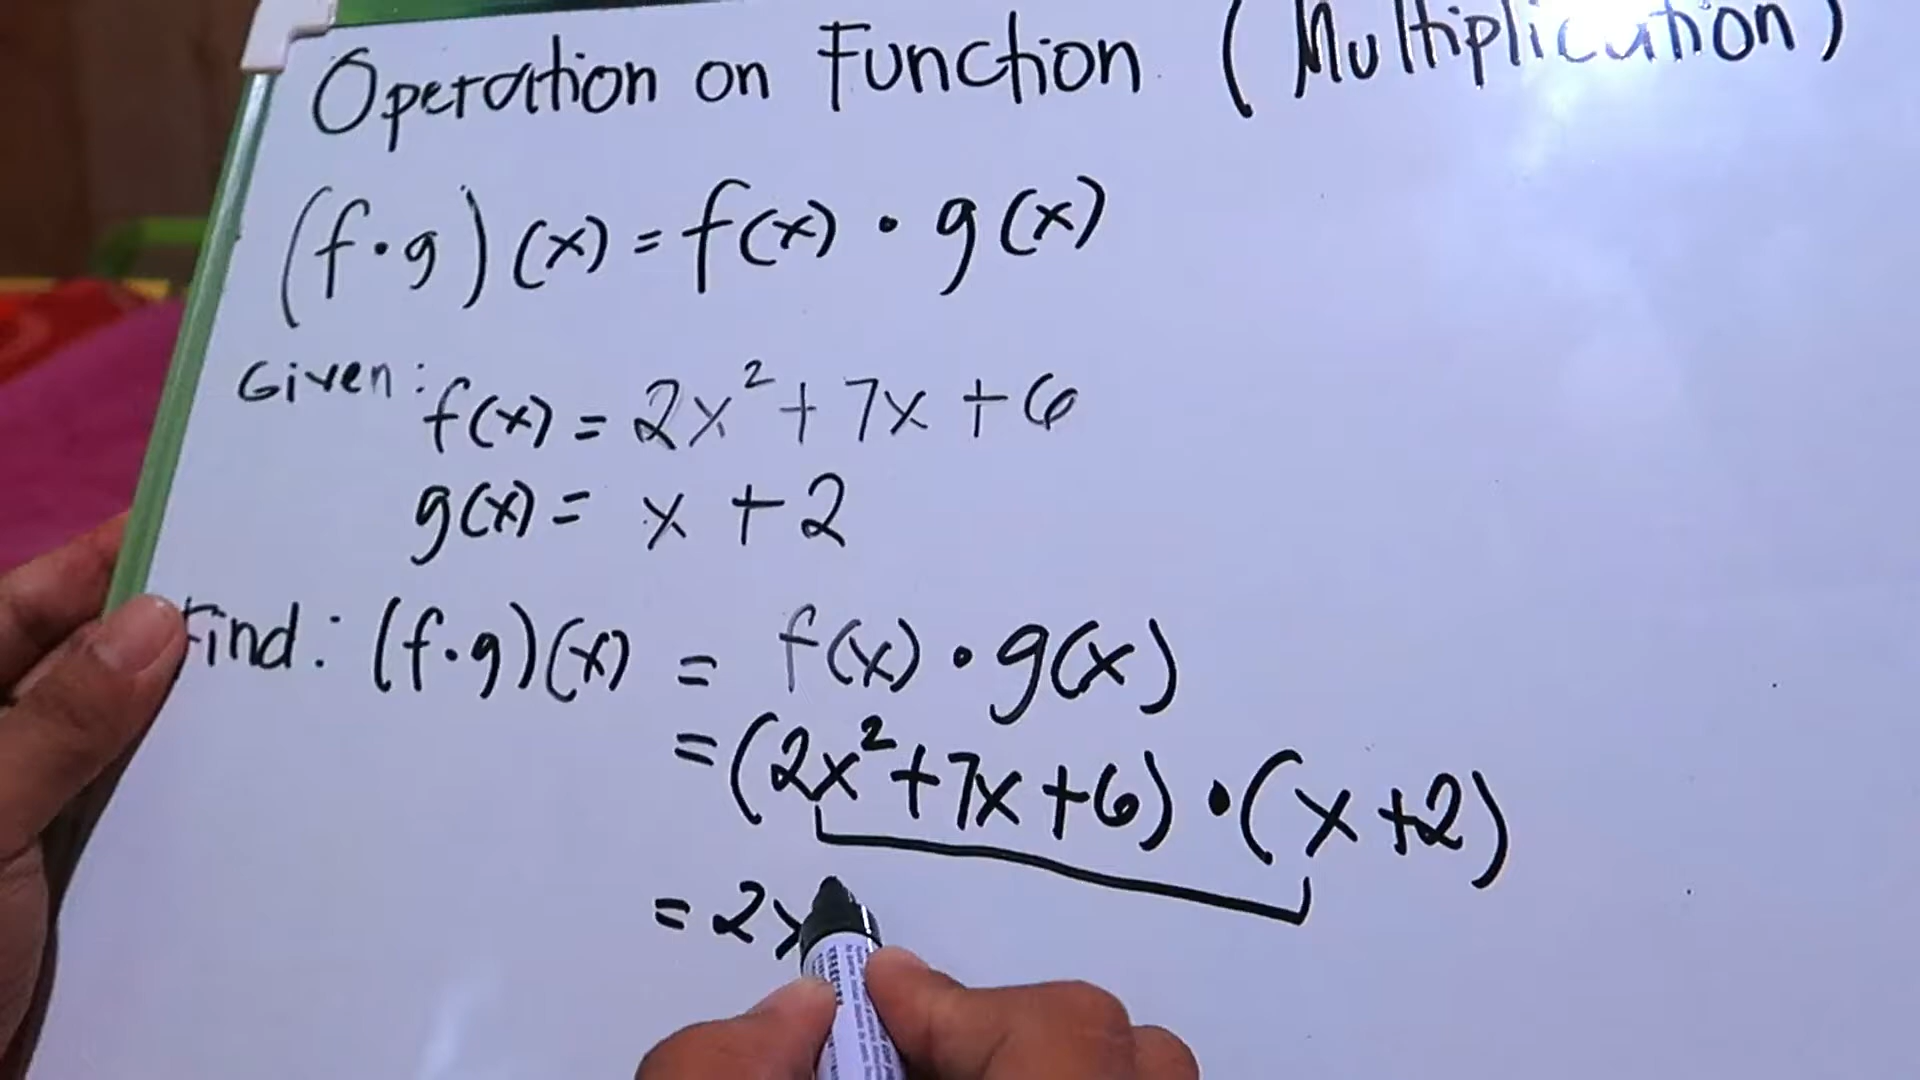 Operation on Function (Multiplication)
(f·g)(x) = f(x) · g(x)
Given: f(x) = 2x² + 7x + 6
g(x) = x + 2
Find: (f·g)(x) = f(x) · g(x)
= (2x² + 7x + 6) · (x + 2)
= 2x